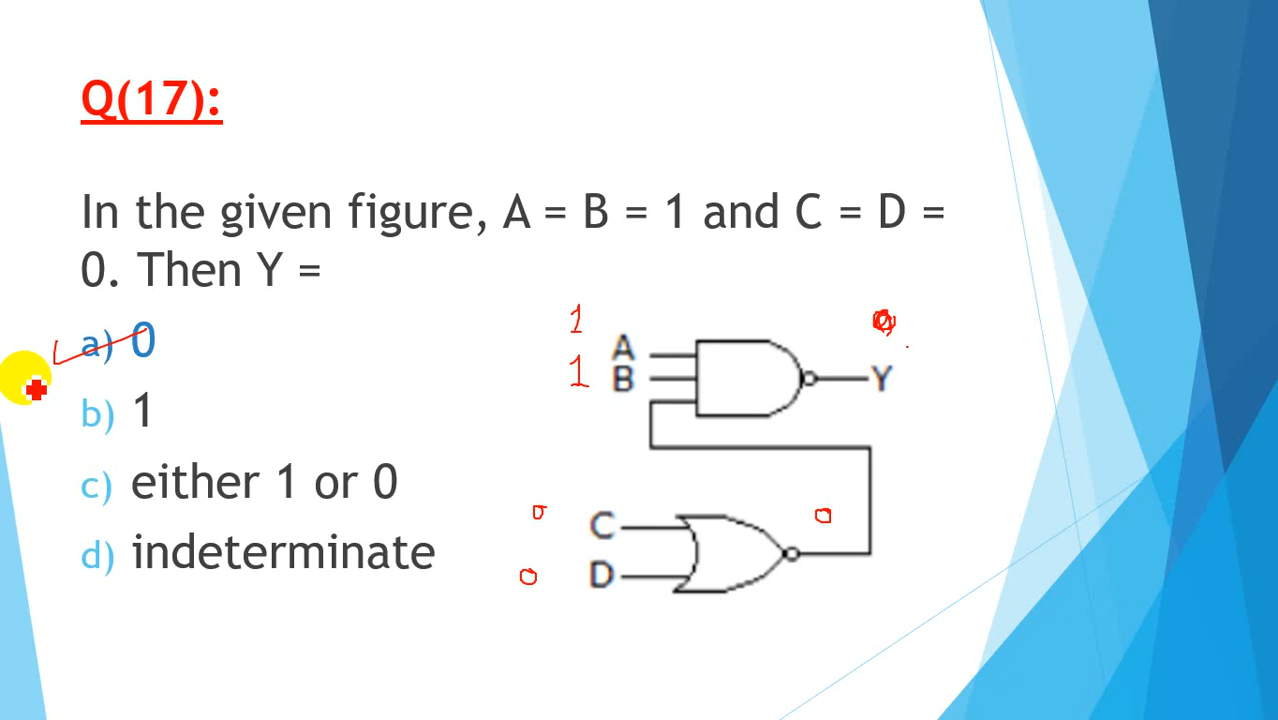 Q(17):
In the given figure, A = B = 1 and C = D =
0. Then Y =
a) 0
b) 1
c) either 1 or 0
d) indeterminate
1
A
1
B
Y
0
C
0
0
D